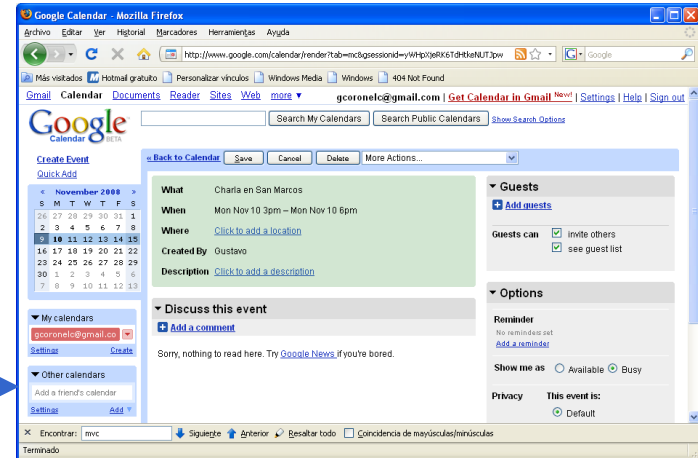 Google Calendar - Mozilla Firefox
Archivo Editar Ver Historial Marcadores Herramientas Ayuda
http://www.google.com/calendar/render?tab=mc&gsessionid=yWHpXjeRK6TdHtkeNUTJpw Google
Más visitados Hotmail gratuito Personalizar vínculos Windows Media Windows 404 Not Found
Gmail Calendar Documents Reader Sites Web more ▼ gcoronelc@gmail.com | Get Calendar in Gmail New! | Settings | Help | Sign out
Google Calendar BETA
Search My Calendars Search Public Calendars Show Search Options
Create Event
Quick Add
« Back to Calendar Save Cancel Delete More Actions...
« November 2008 »
S M T W T F S
26 27 28 29 30 31 1
2 3 4 5 6 7 8
9 10 11 12 13 14 15
16 17 18 19 20 21 22
23 24 25 26 27 28 29
30 1 2 3 4 5 6
7 8 9 10 11 12 13
My calendars
gcoronelc@gmail.co
Settings Create
Other calendars
Add a friend's calendar
Settings Add
What Charla en San Marcos
When Mon Nov 10 3pm – Mon Nov 10 6pm
Where Click to add a location
Created By Gustavo
Description Click to add a description
Discuss this event
Add a comment
Sorry, nothing to read here. Try Google News if you're bored.
Guests
Add guests
Guests can invite others
see guest list
Options
Reminder
No reminders set
Add a reminder
Show me as Available Busy
Privacy This event is:
Default
Encontrar: mvc Siguiente Anterior Resaltar todo Coincidencia de mayúsculas/minúsculas
Terminado